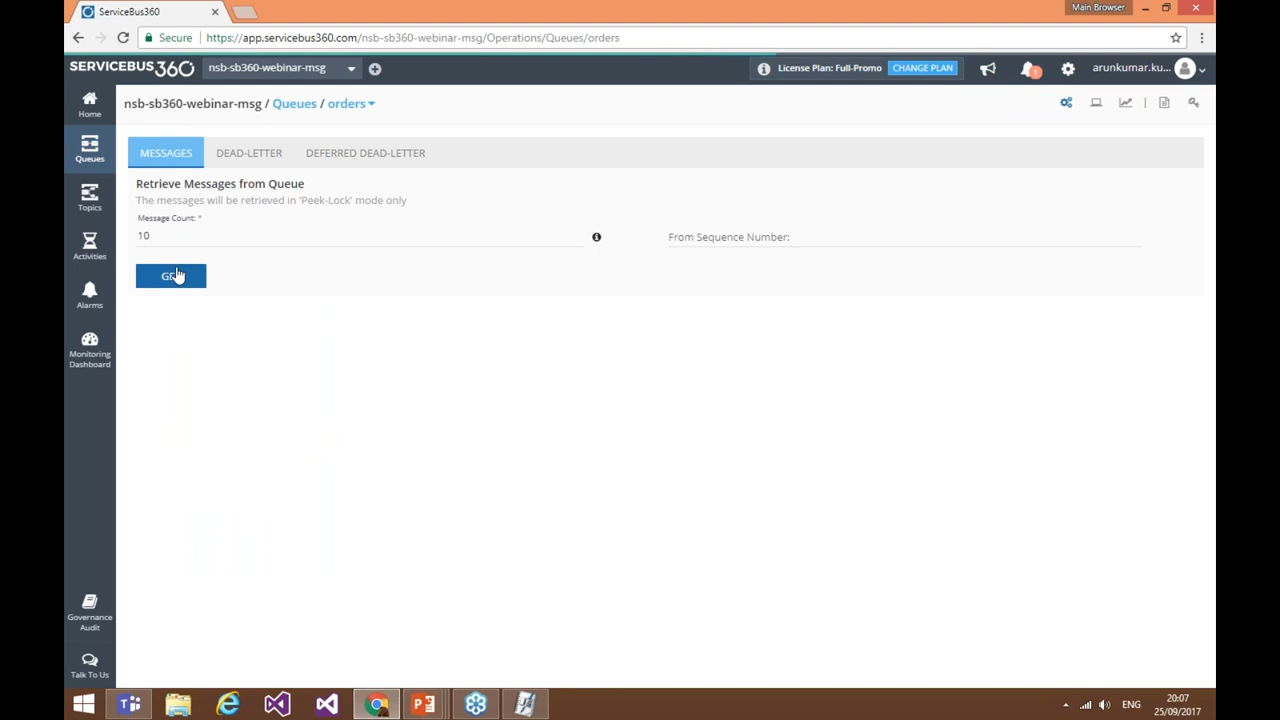 ServiceBus360
Main Browser
Secure
https://app.servicebus360.com/nsb-sb360-webinar-msg/Operations/Queues/orders
SERVICEBUS360
nsb-sb360-webinar-msg
License Plan: Full-Promo
CHANGE PLAN
1
arunkumar.ku...
Home
nsb-sb360-webinar-msg / Queues / orders
Queues
MESSAGES
DEAD-LETTER
DEFERRED DEAD-LETTER
Retrieve Messages from Queue
The messages will be retrieved in 'Peek-Lock' mode only
Topics
Message Count: *
10
From Sequence Number:
Activities
Alarms
Monitoring
Dashboard
Governance
Audit
Talk To Us
ENG
20:07
25/09/2017